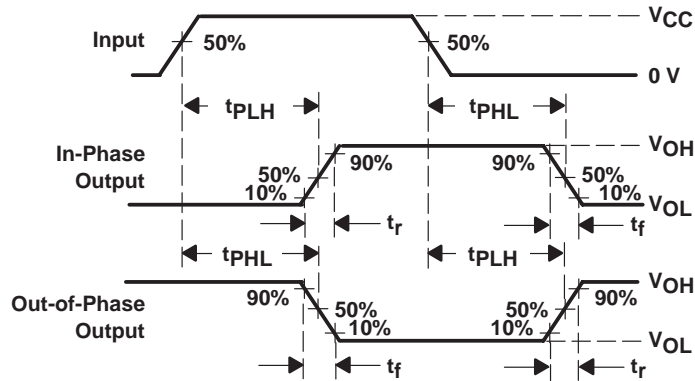 VCC
Input
50%
50%
0 V
tPLH
tPHL
In-Phase
Output
VOH
90%
90%
50%
50%
10%
10%
VOL
tr
tf
tPHL
tPLH
Out-of-Phase
Output
VOH
90%
90%
50%
50%
10%
10%
VOL
tf
tr